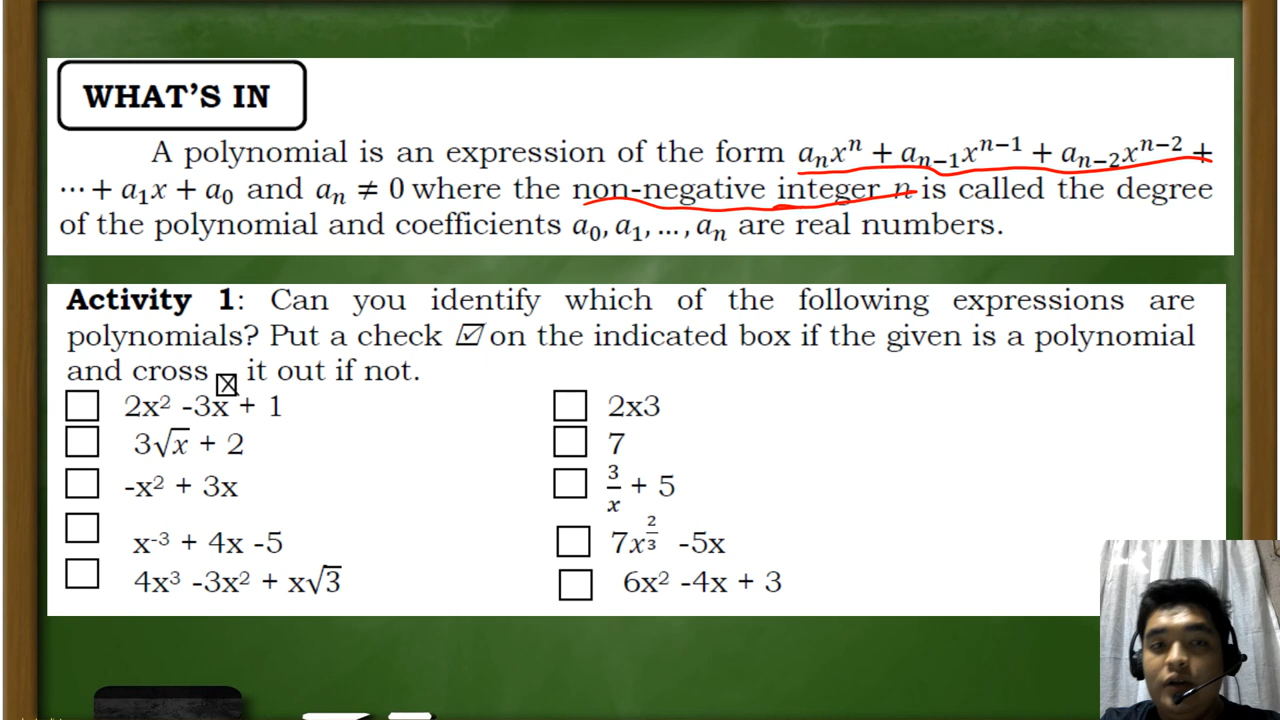 WHAT'S IN
A polynomial is an expression of the form aₙxⁿ + aₙ₋₁xⁿ⁻¹ + aₙ₋₂xⁿ⁻² +
⋯ + a₁x + a₀ and aₙ ≠ 0 where the non-negative integer n is called the degree
of the polynomial and coefficients a₀, a₁, ..., aₙ are real numbers.
Activity 1: Can you identify which of the following expressions are
polynomials? Put a check ☑ on the indicated box if the given is a polynomial
and cross ☒ it out if not.
☐ 2x² -3x + 1
☐ 3√x + 2
☐ -x² + 3x
☐ x⁻³ + 4x -5
☐ 4x³ -3x² + x√3
☐ 2x3
☐ 7
☐ 3/x + 5
☐ 7x^(2/3) -5x
☐ 6x² -4x + 3